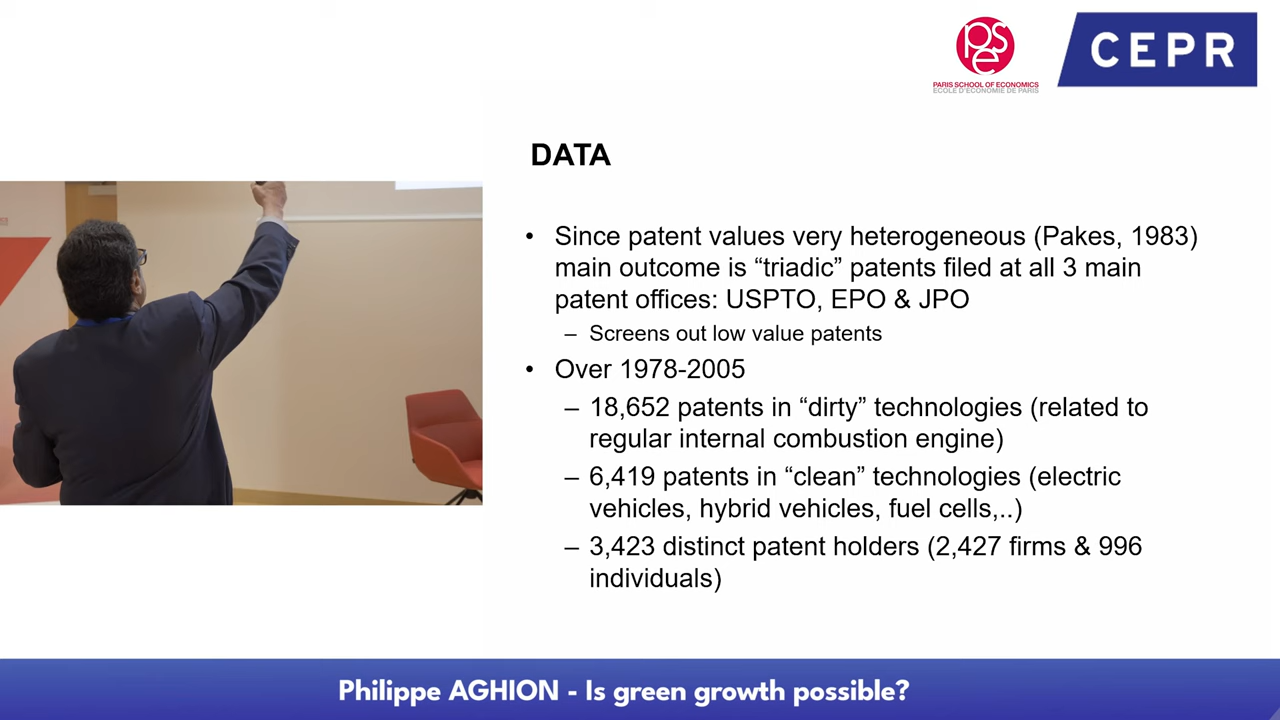 pse
PARIS SCHOOL OF ECONOMICS
ECOLE D'ECONOMIE DE PARIS
CEPR
DATA
• Since patent values very heterogeneous (Pakes, 1983)
main outcome is “triadic” patents filed at all 3 main
patent offices: USPTO, EPO & JPO
– Screens out low value patents
• Over 1978-2005
– 18,652 patents in “dirty” technologies (related to
regular internal combustion engine)
– 6,419 patents in “clean” technologies (electric
vehicles, hybrid vehicles, fuel cells,..)
– 3,423 distinct patent holders (2,427 firms & 996
individuals)
Philippe AGHION - Is green growth possible?